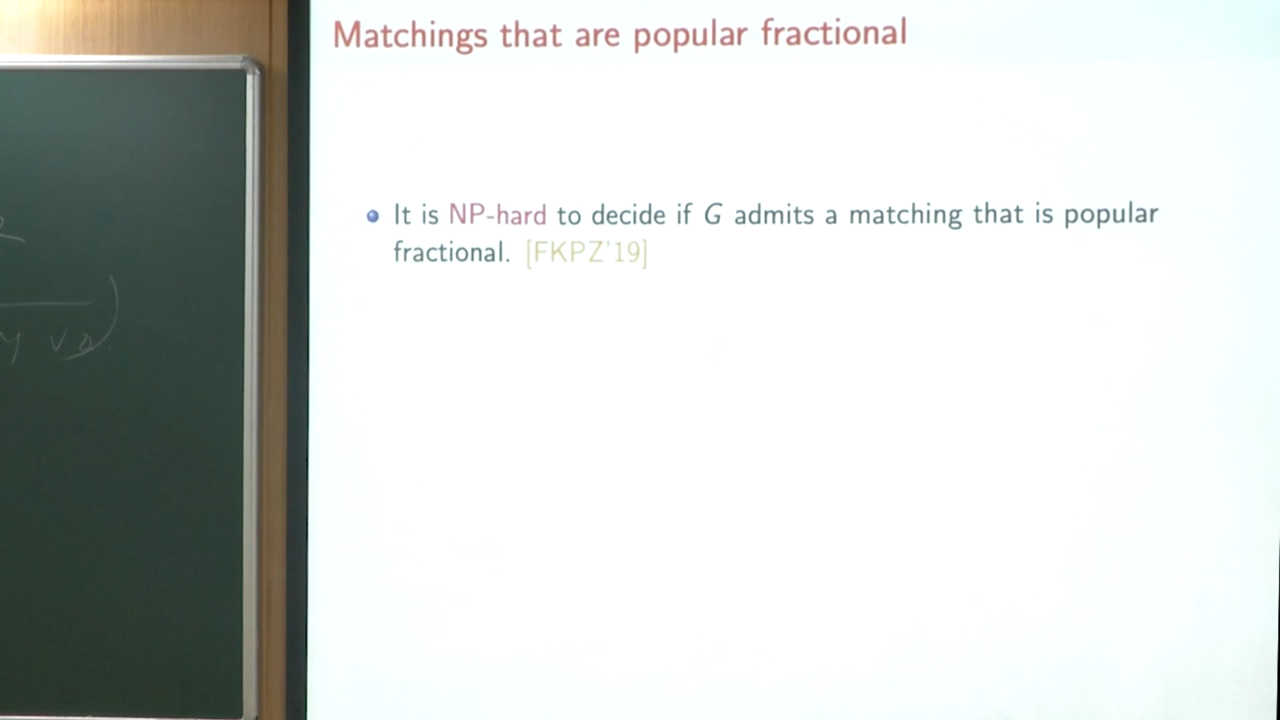 Matchings that are popular fractional
It is NP-hard to decide if G admits a matching that is popular
fractional. [FKPZ'19]